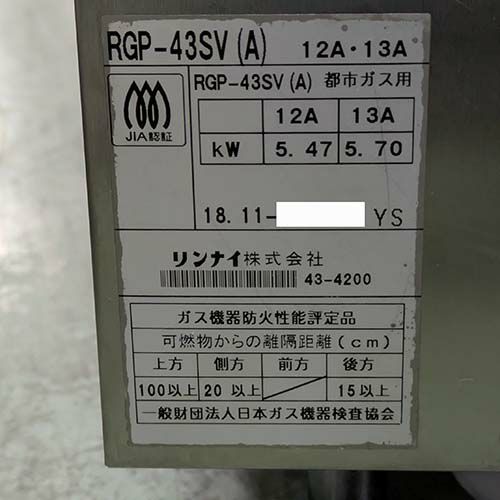 RGP-43SV(A) 12A・13A
JIA認証
RGP-43SV(A) 都市ガス用
12A 13A
kW 5.47 5.70
18.11- YS
リンナイ株式会社
43-4200
ガス機器防火性能評定品
可燃物からの離隔距離(cm)
上方 側方 前方 後方
100以上 20以上 15以上
一般財団法人日本ガス機器検査協会